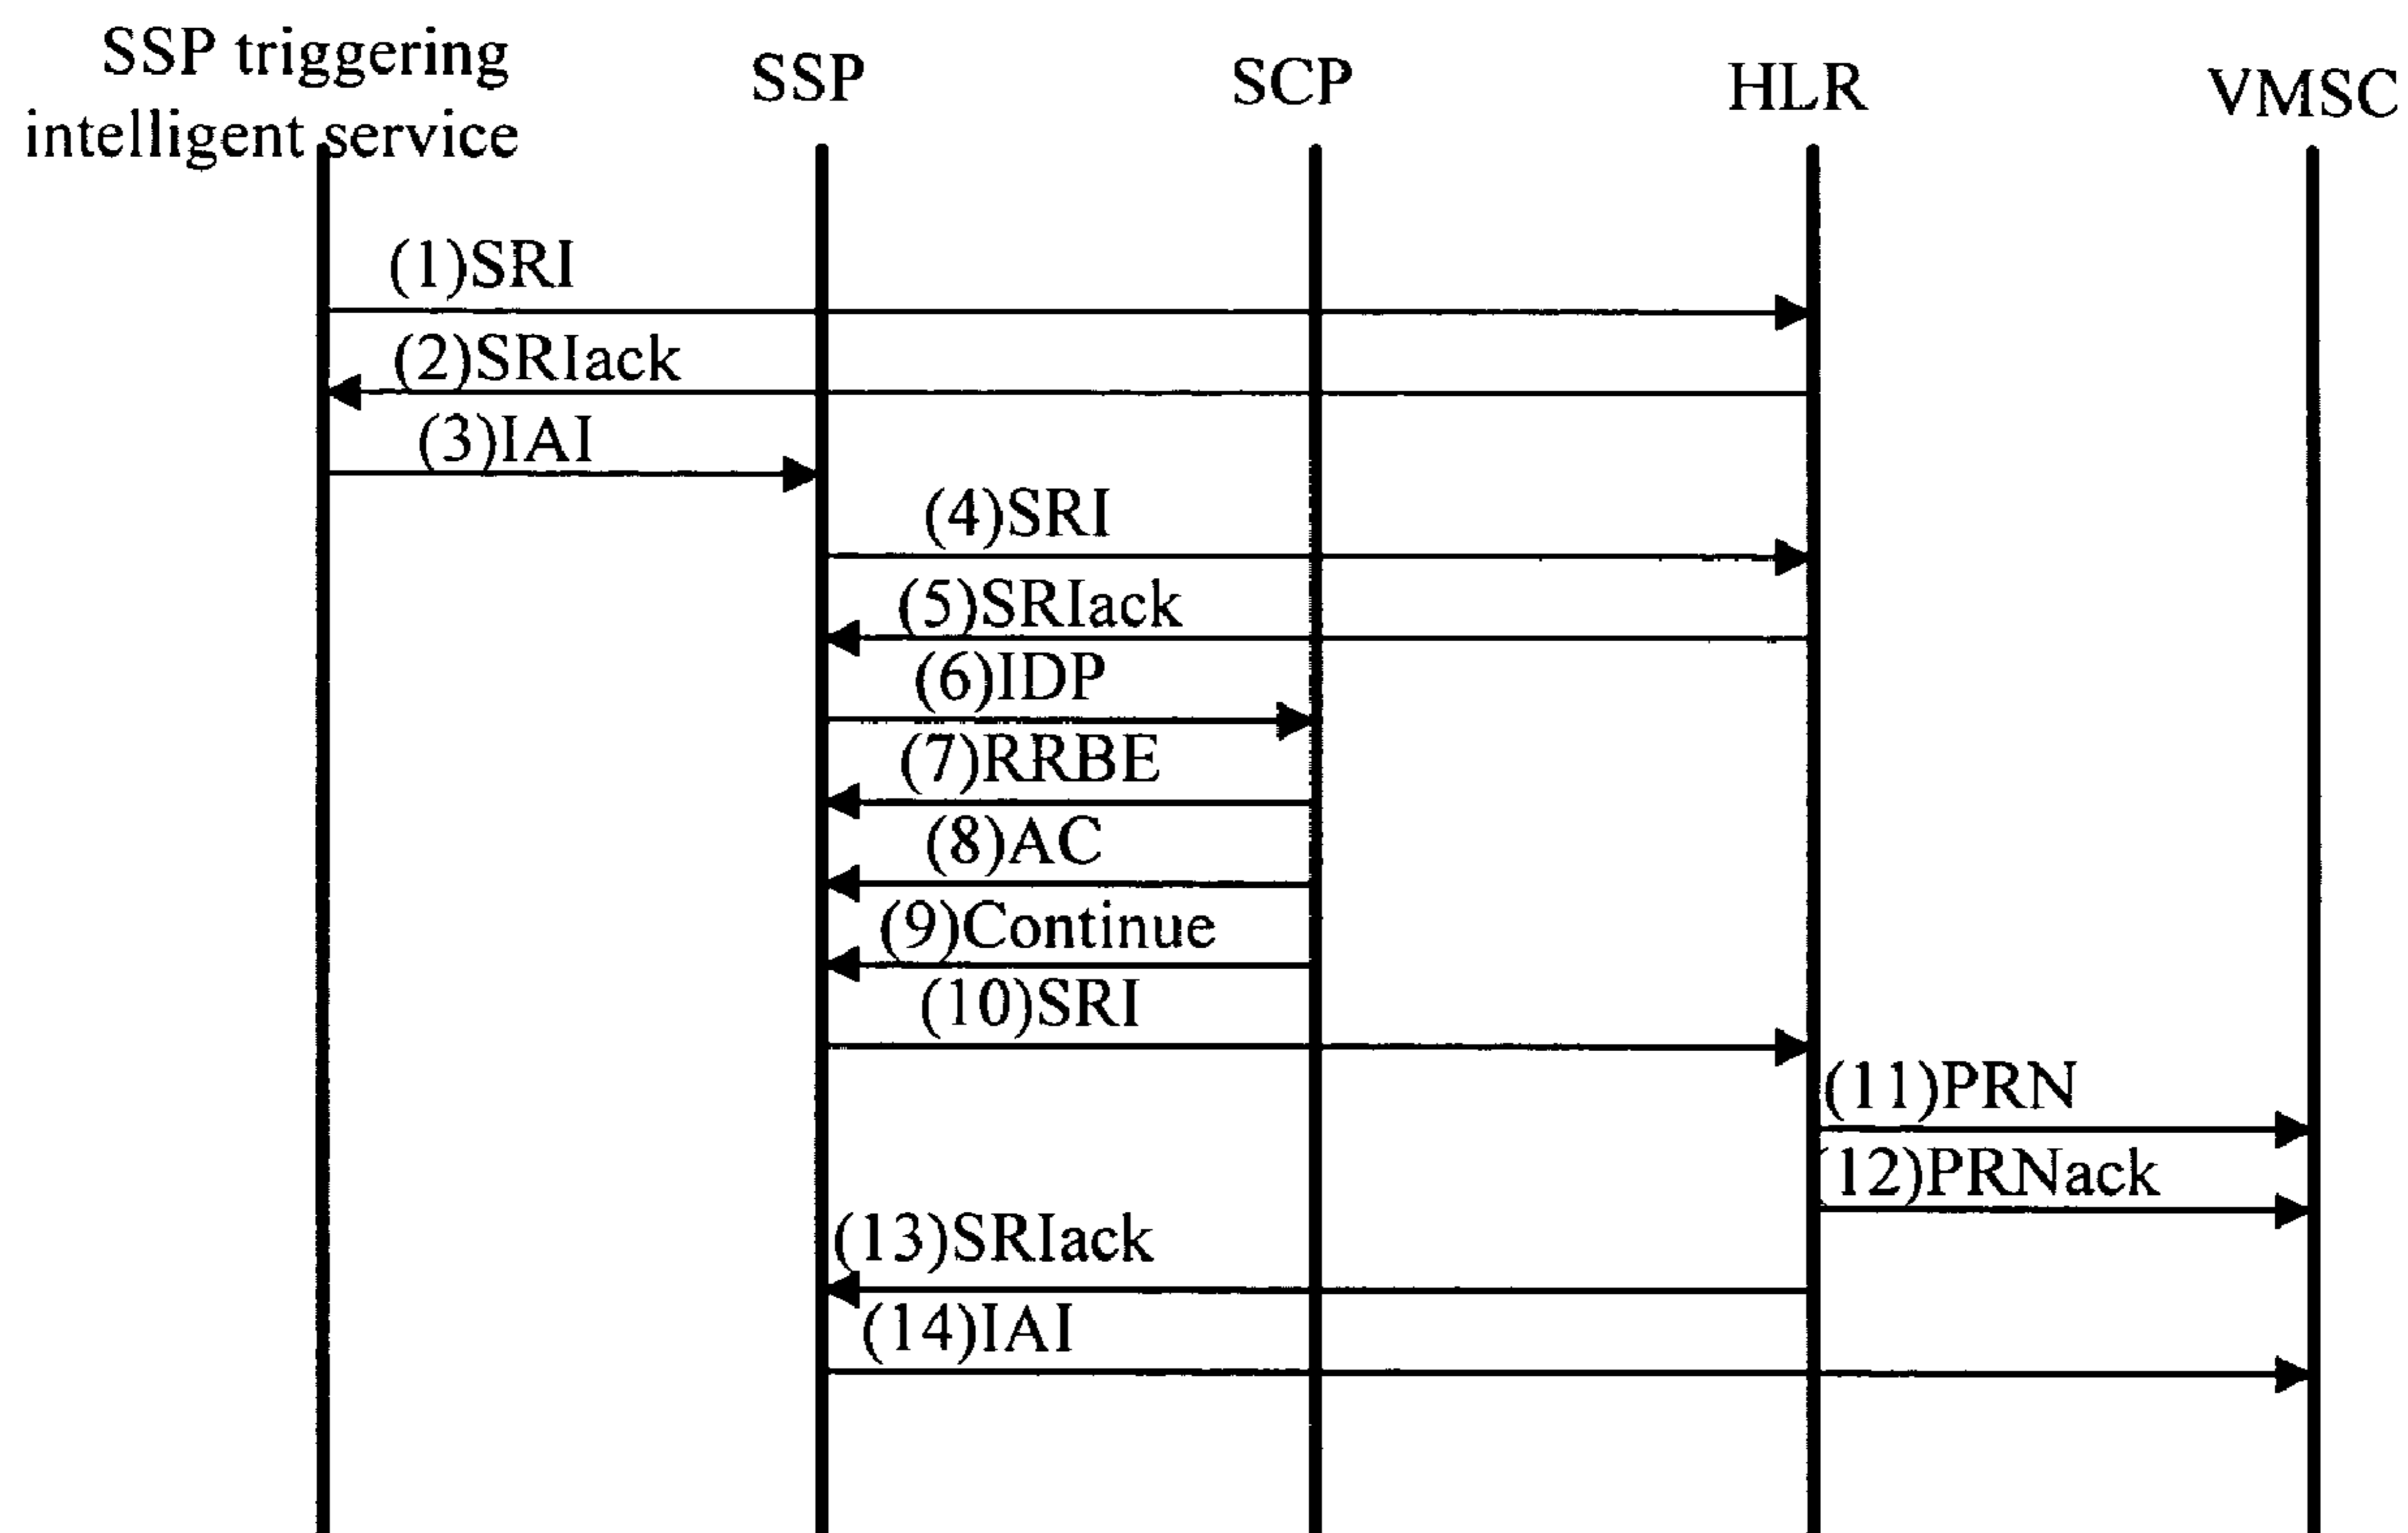 SSP triggering
intelligent service
SSP
SCP
HLR
VMSC
(1)SRI
(2)SRIack
(3)IAI
(4)SRI
(5)SRIack
(6)IDP
(7)RRBE
(8)AC
(9)Continue
(10)SRI
(11)PRN
(12)PRNack
(13)SRIack
(14)IAI